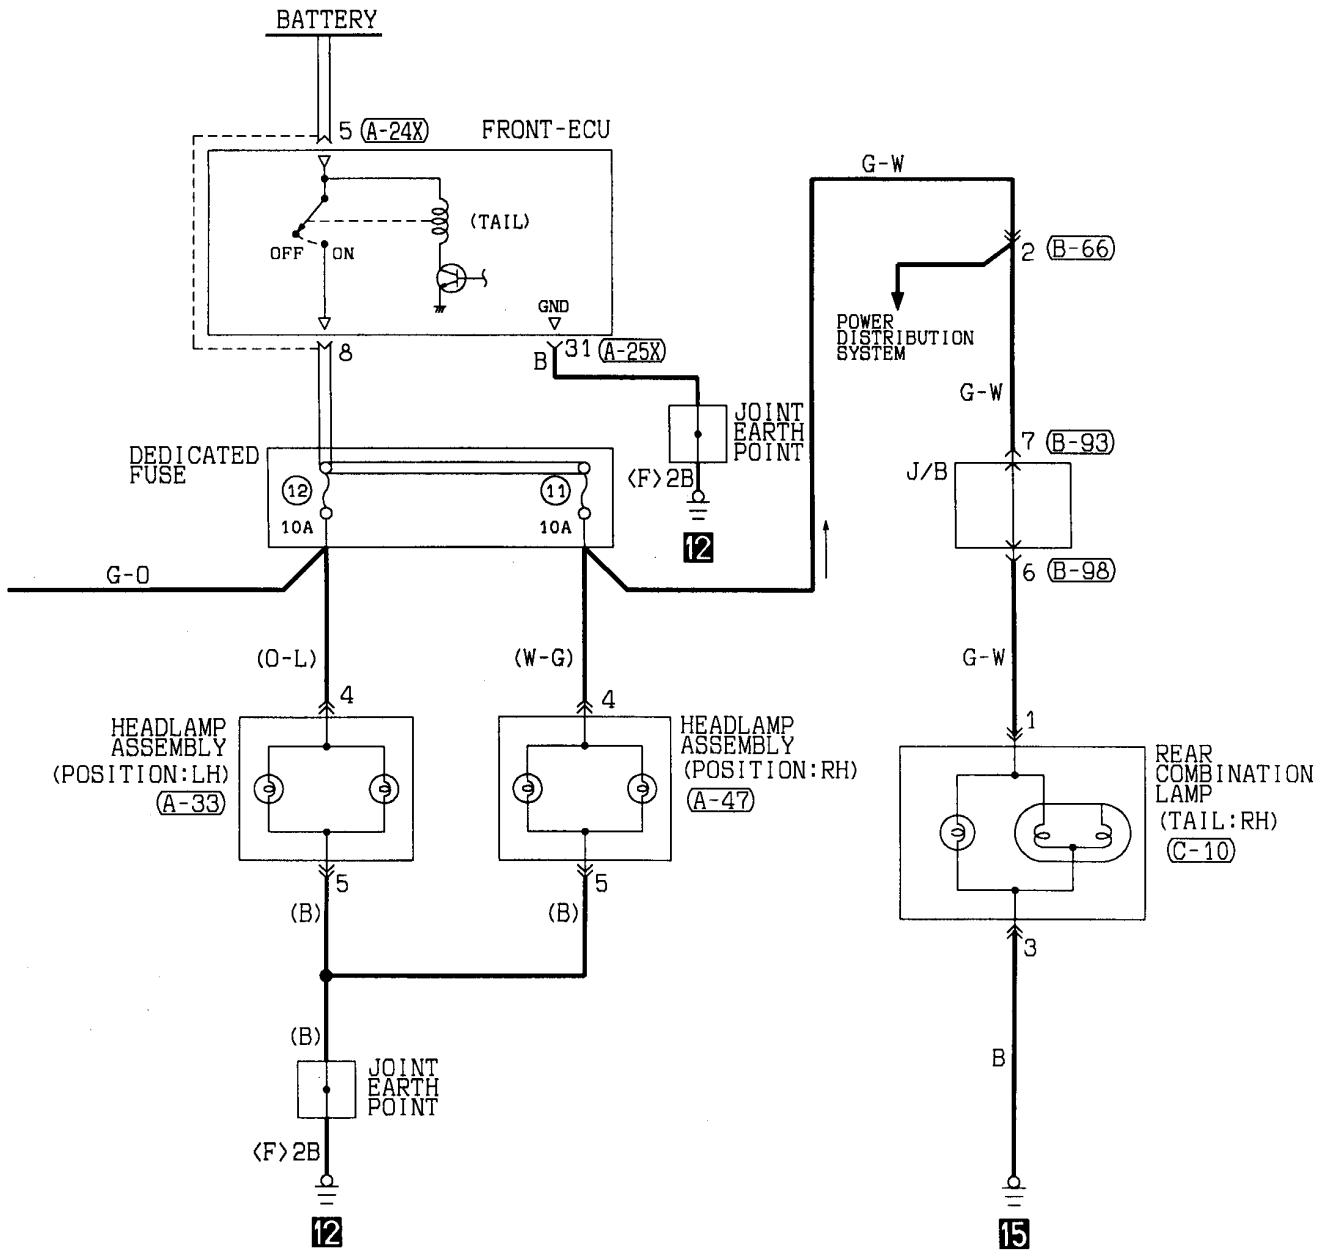 BATTERY
5 (A-24X) FRONT-ECU
(TAIL)
OFF ON
GND
8
B 31 (A-25X)
G-W
2 (B-66)
POWER
DISTRIBUTION
SYSTEM
G-W
7 (B-93)
J/B
6 (B-98)
JOINT
EARTH
POINT
<F>2B
12
DEDICATED
FUSE
12
10A
11
10A
G-O
(O-L)
(W-G)
G-W
4
4
1
HEADLAMP
ASSEMBLY
(POSITION:LH)
(A-33)
HEADLAMP
ASSEMBLY
(POSITION:RH)
(A-47)
REAR
COMBINATION
LAMP
(TAIL:RH)
(C-10)
5
5
3
(B)
(B)
(B)
B
JOINT
EARTH
POINT
<F>2B
12
15